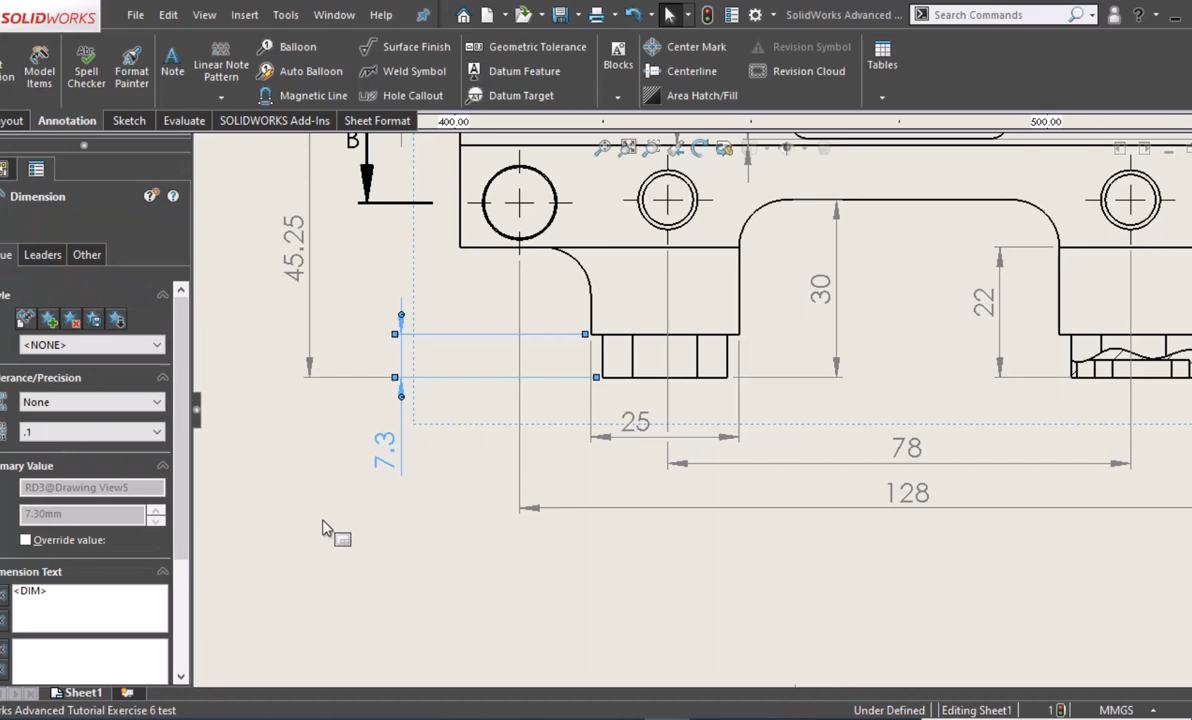 SOLIDWORKS File Edit View Insert Tools Window Help SolidWorks Advanced ... Search Commands
Model Items
Spell Checker
Format Painter
Note
Linear Note Pattern
Balloon
Auto Balloon
Magnetic Line
Surface Finish
Weld Symbol
Hole Callout
Geometric Tolerance
Datum Feature
Datum Target
Blocks
Center Mark
Centerline
Area Hatch/Fill
Revision Symbol
Revision Cloud
Tables
yout Annotation Sketch Evaluate SOLIDWORKS Add-Ins Sheet Format
400.00 500.00
B
Dimension
ue Leaders Other
tyle
<NONE>
lerance/Precision
None
.1
mary Value
RD3@Drawing View5
7.30mm
Override value:
mension Text
<DIM>
45.25
7.3
30
22
25
78
128
Sheet1
rks Advanced Tutorial Exercise 6 test Under Defined Editing Sheet1 1 MMGS